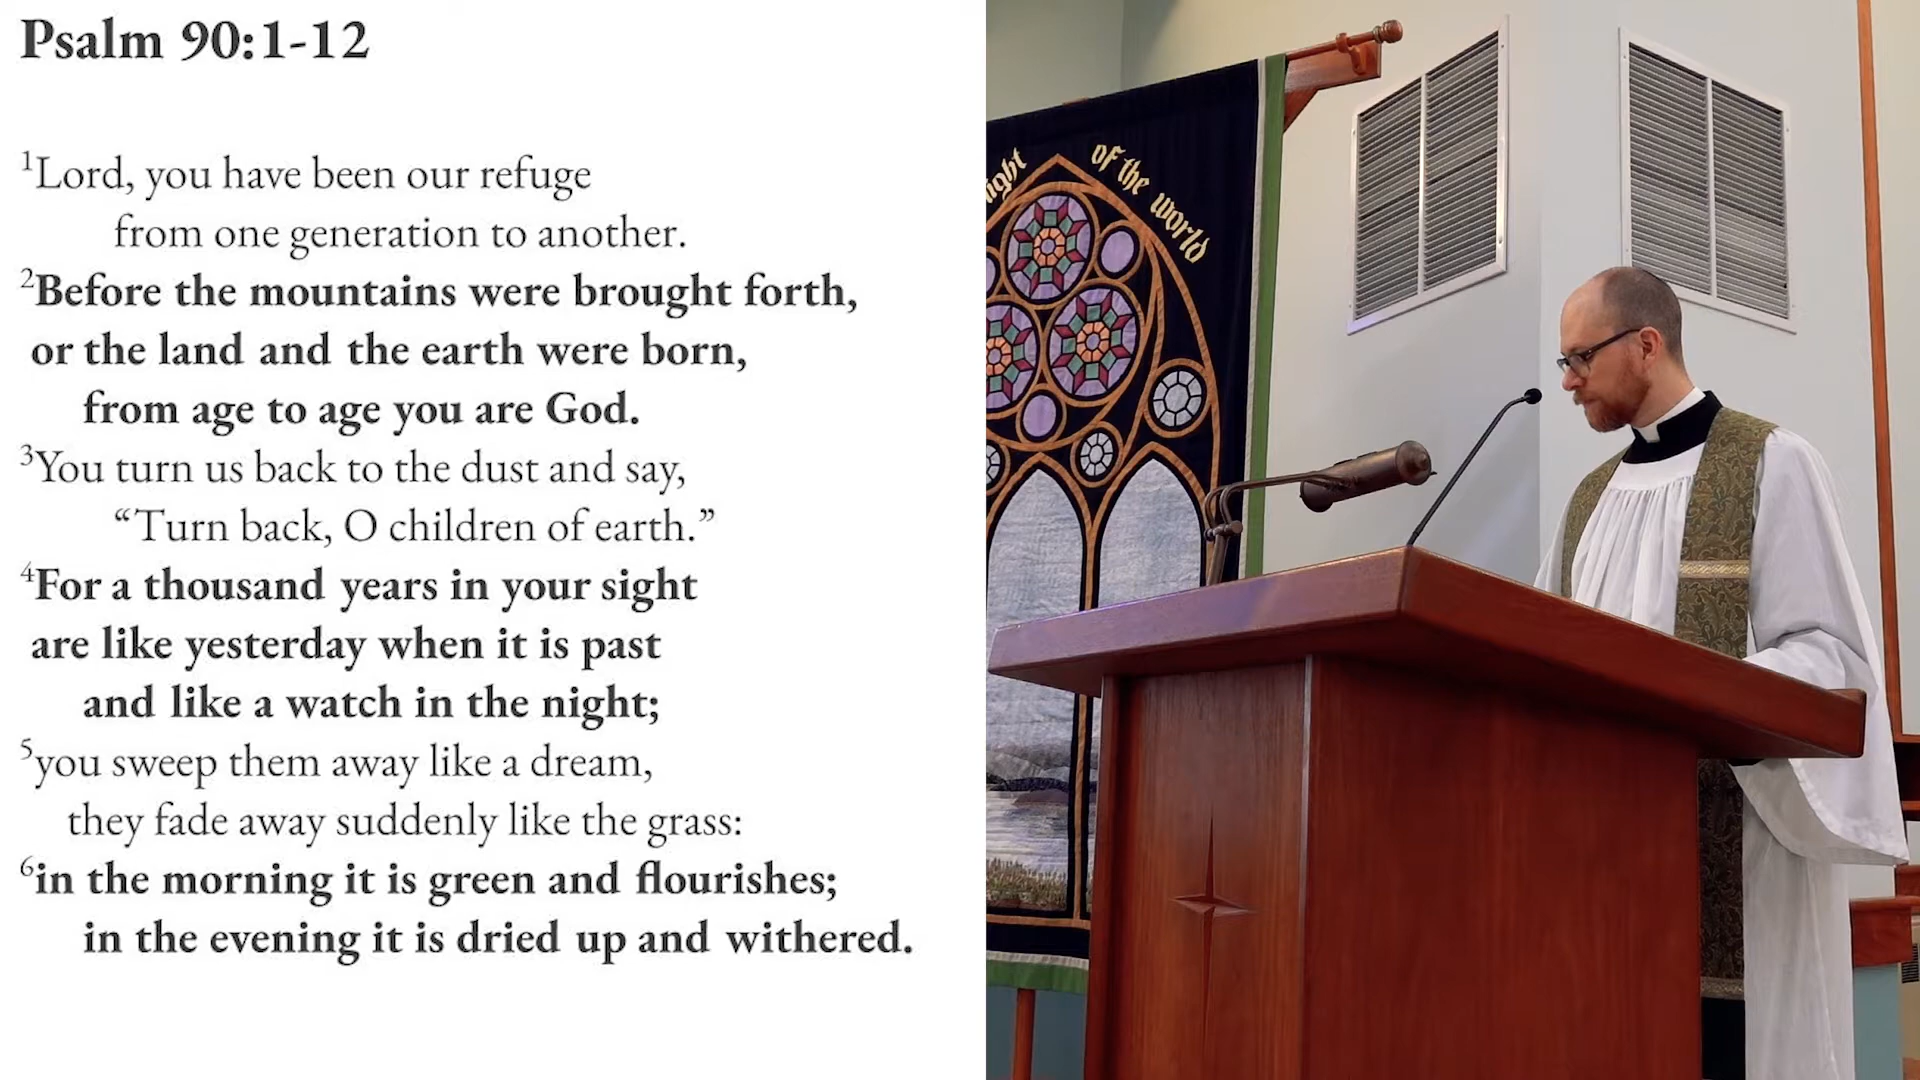 Psalm 90:1-12
¹Lord, you have been our refuge
from one generation to another.
²Before the mountains were brought forth,
or the land and the earth were born,
from age to age you are God.
³You turn us back to the dust and say,
“Turn back, O children of earth.”
⁴For a thousand years in your sight
are like yesterday when it is past
and like a watch in the night;
⁵you sweep them away like a dream,
they fade away suddenly like the grass:
⁶in the morning it is green and flourishes;
in the evening it is dried up and withered.
of the world